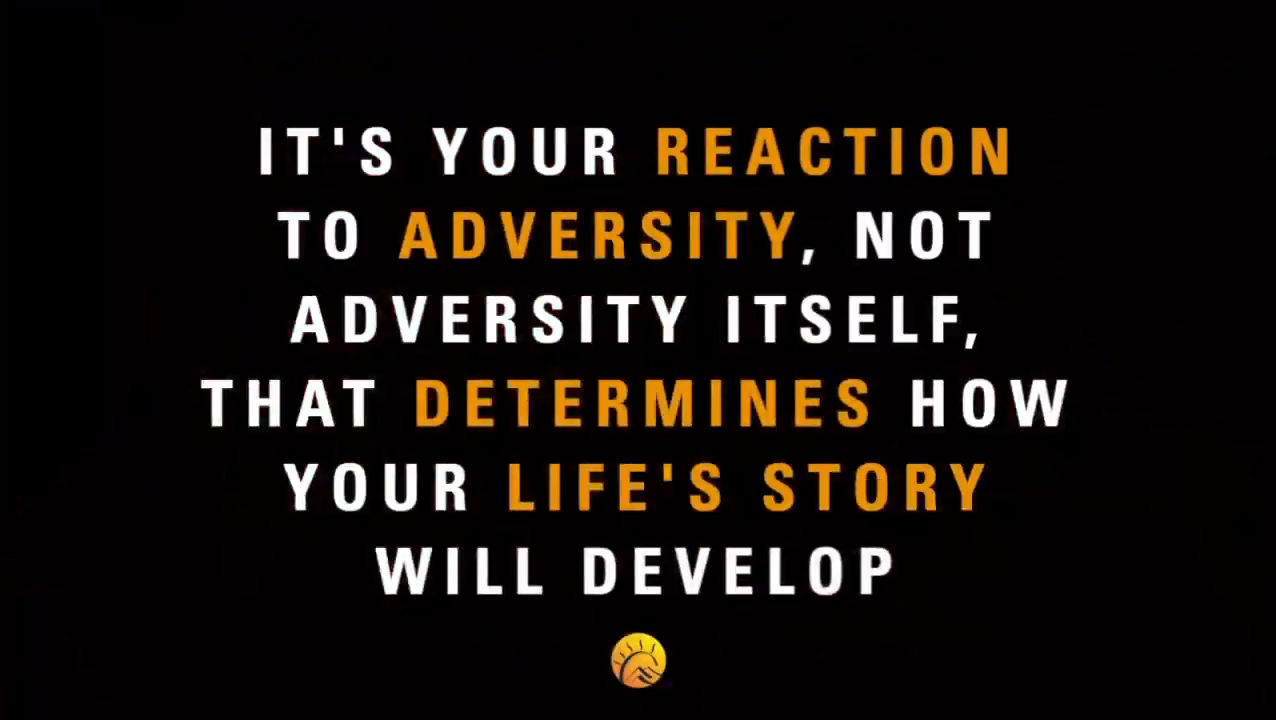 IT'S YOUR REACTION
TO ADVERSITY, NOT
ADVERSITY ITSELF,
THAT DETERMINES HOW
YOUR LIFE'S STORY
WILL DEVELOP